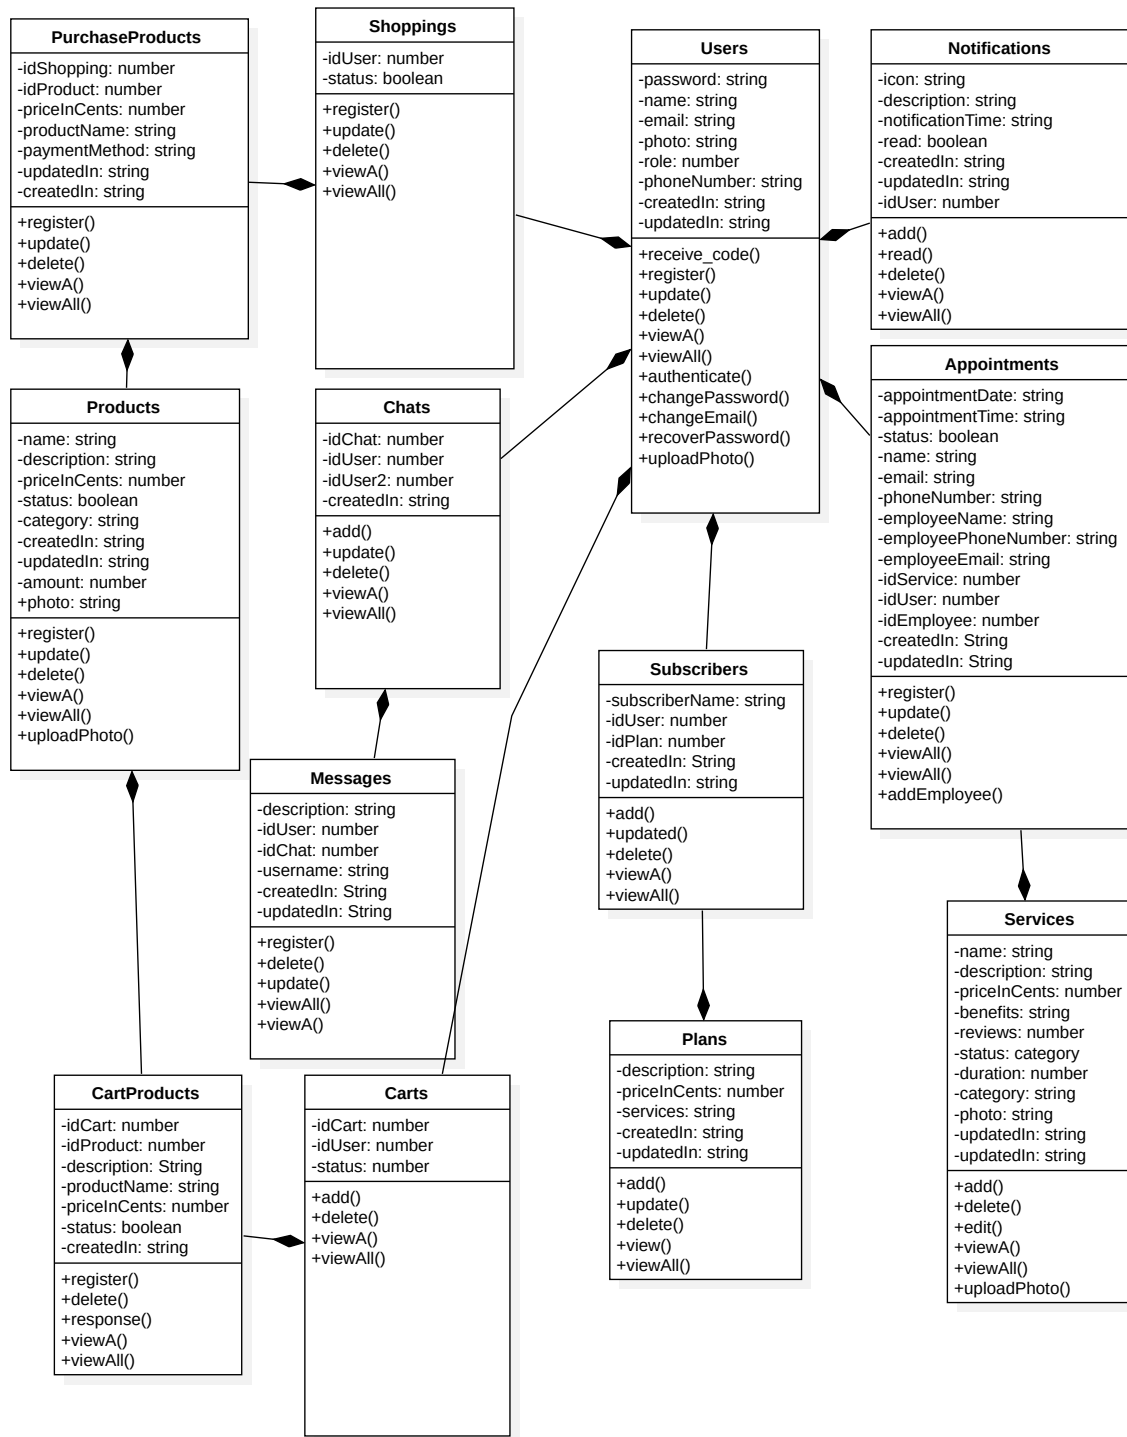 PurchaseProducts
-idShopping: number
-idProduct: number
-priceInCents: number
-productName: string
-paymentMethod: string
-updatedIn: string
-createdIn: string
+register()
+update()
+delete()
+viewA()
+viewAll()
Shoppings
-idUser: number
-status: boolean
+register()
+update()
+delete()
+viewA()
+viewAll()
Users
-password: string
-name: string
-email: string
-photo: string
-role: number
-phoneNumber: string
-createdIn: string
-updatedIn: string
+receive_code()
+register()
+update()
+delete()
+viewA()
+viewAll()
+authenticate()
+changePassword()
+changeEmail()
+recoverPassword()
+uploadPhoto()
Notifications
-icon: string
-description: string
-notificationTime: string
-read: boolean
-createdIn: string
-updatedIn: string
-idUser: number
+add()
+read()
+delete()
+viewA()
+viewAll()
Products
-name: string
-description: string
-priceInCents: number
-status: boolean
-category: string
-createdIn: string
-updatedIn: string
-amount: number
+photo: string
+register()
+update()
+delete()
+viewA()
+viewAll()
+uploadPhoto()
Chats
-idChat: number
-idUser: number
-idUser2: number
-createdIn: string
+add()
+update()
+delete()
+viewA()
+viewAll()
Appointments
-appointmentDate: string
-appointmentTime: string
-status: boolean
-name: string
-email: string
-phoneNumber: string
-employeeName: string
-employeePhoneNumber: string
-employeeEmail: string
-idService: number
-idUser: number
-idEmployee: number
-createdIn: String
-updatedIn: String
+register()
+update()
+delete()
+viewAll()
+viewAll()
+addEmployee()
Subscribers
-subscriberName: string
-idUser: number
-idPlan: number
-createdIn: String
-updatedIn: string
+add()
+updated()
+delete()
+viewA()
+viewAll()
Messages
-description: string
-idUser: number
-idChat: number
-username: string
-createdIn: String
-updatedIn: String
+register()
+delete()
+update()
+viewAll()
+viewA()
Services
-name: string
-description: string
-priceInCents: number
-benefits: string
-reviews: number
-status: category
-duration: number
-category: string
-photo: string
-updatedIn: string
-updatedIn: string
+add()
+delete()
+edit()
+viewA()
+viewAll()
+uploadPhoto()
Plans
-description: string
-priceInCents: number
-services: string
-createdIn: string
-updatedIn: string
+add()
+update()
+delete()
+view()
+viewAll()
CartProducts
-idCart: number
-idProduct: number
-description: String
-productName: string
-priceInCents: number
-status: boolean
-createdIn: string
+register()
+delete()
+response()
+viewA()
+viewAll()
Carts
-idCart: number
-idUser: number
-status: number
+add()
+delete()
+viewA()
+viewAll()